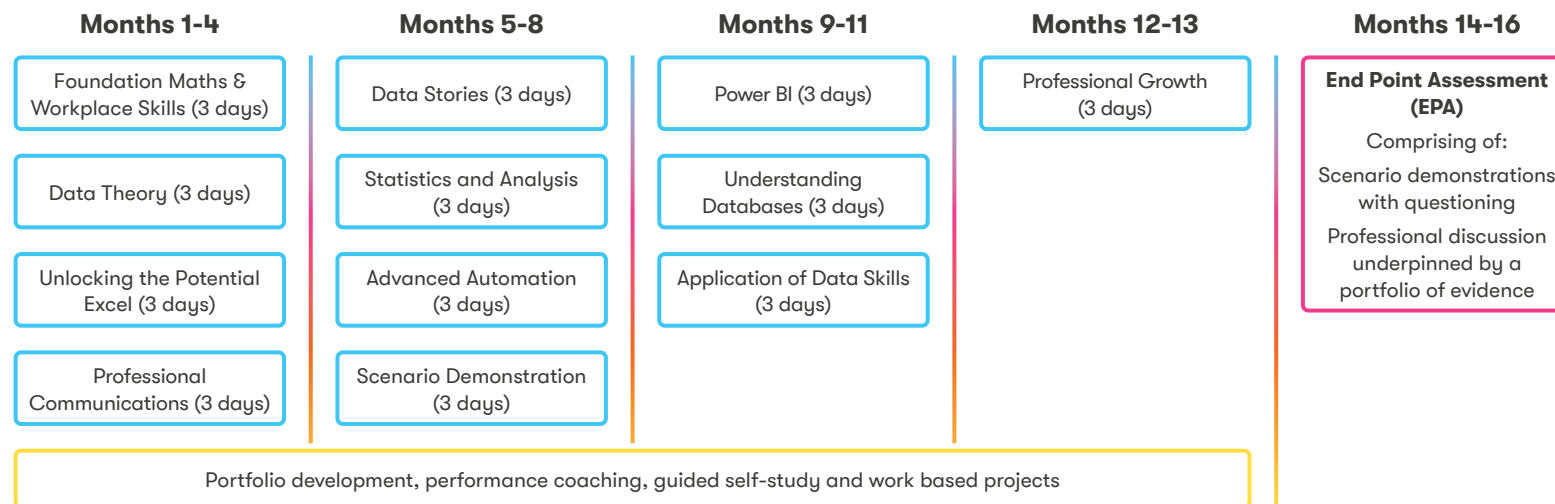 Months 1-4
Foundation Maths &
Workplace Skills (3 days)
Data Theory (3 days)
Unlocking the Potential
Excel (3 days)
Professional
Communications (3 days)
Months 5-8
Data Stories (3 days)
Statistics and Analysis
(3 days)
Advanced Automation
(3 days)
Scenario Demonstration
(3 days)
Months 9-11
Power BI (3 days)
Understanding
Databases (3 days)
Application of Data Skills
(3 days)
Months 12-13
Professional Growth
(3 days)
Months 14-16
End Point Assessment
(EPA)
Comprising of:
Scenario demonstrations
with questioning
Professional discussion
underpinned by a
portfolio of evidence
Portfolio development, performance coaching, guided self-study and work based projects